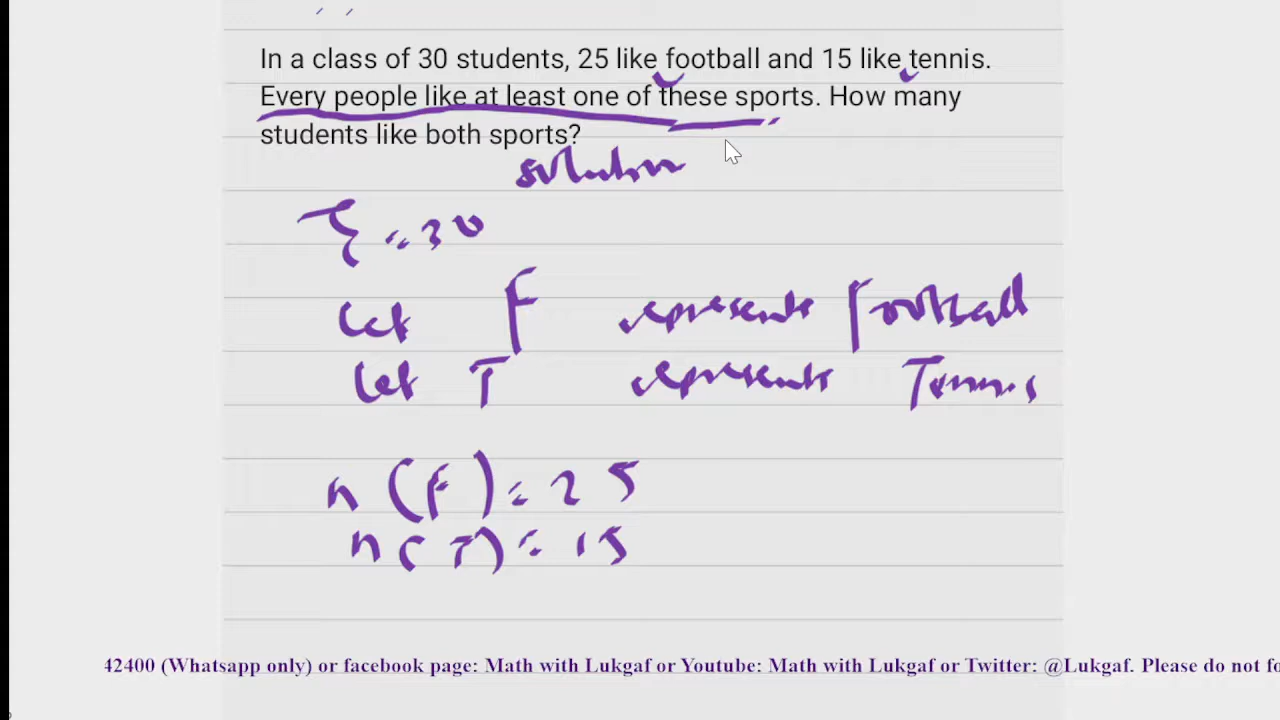 In a class of 30 students, 25 like football and 15 like tennis.
Every people like at least one of these sports. How many
students like both sports?
solution
ξ = 30
let F represents football
let T represents Tennis
n (F) = 25
n (T) = 15
42400 (Whatsapp only) or facebook page: Math with Lukgaf or Youtube: Math with Lukgaf or Twitter: @Lukgaf. Please do not fo